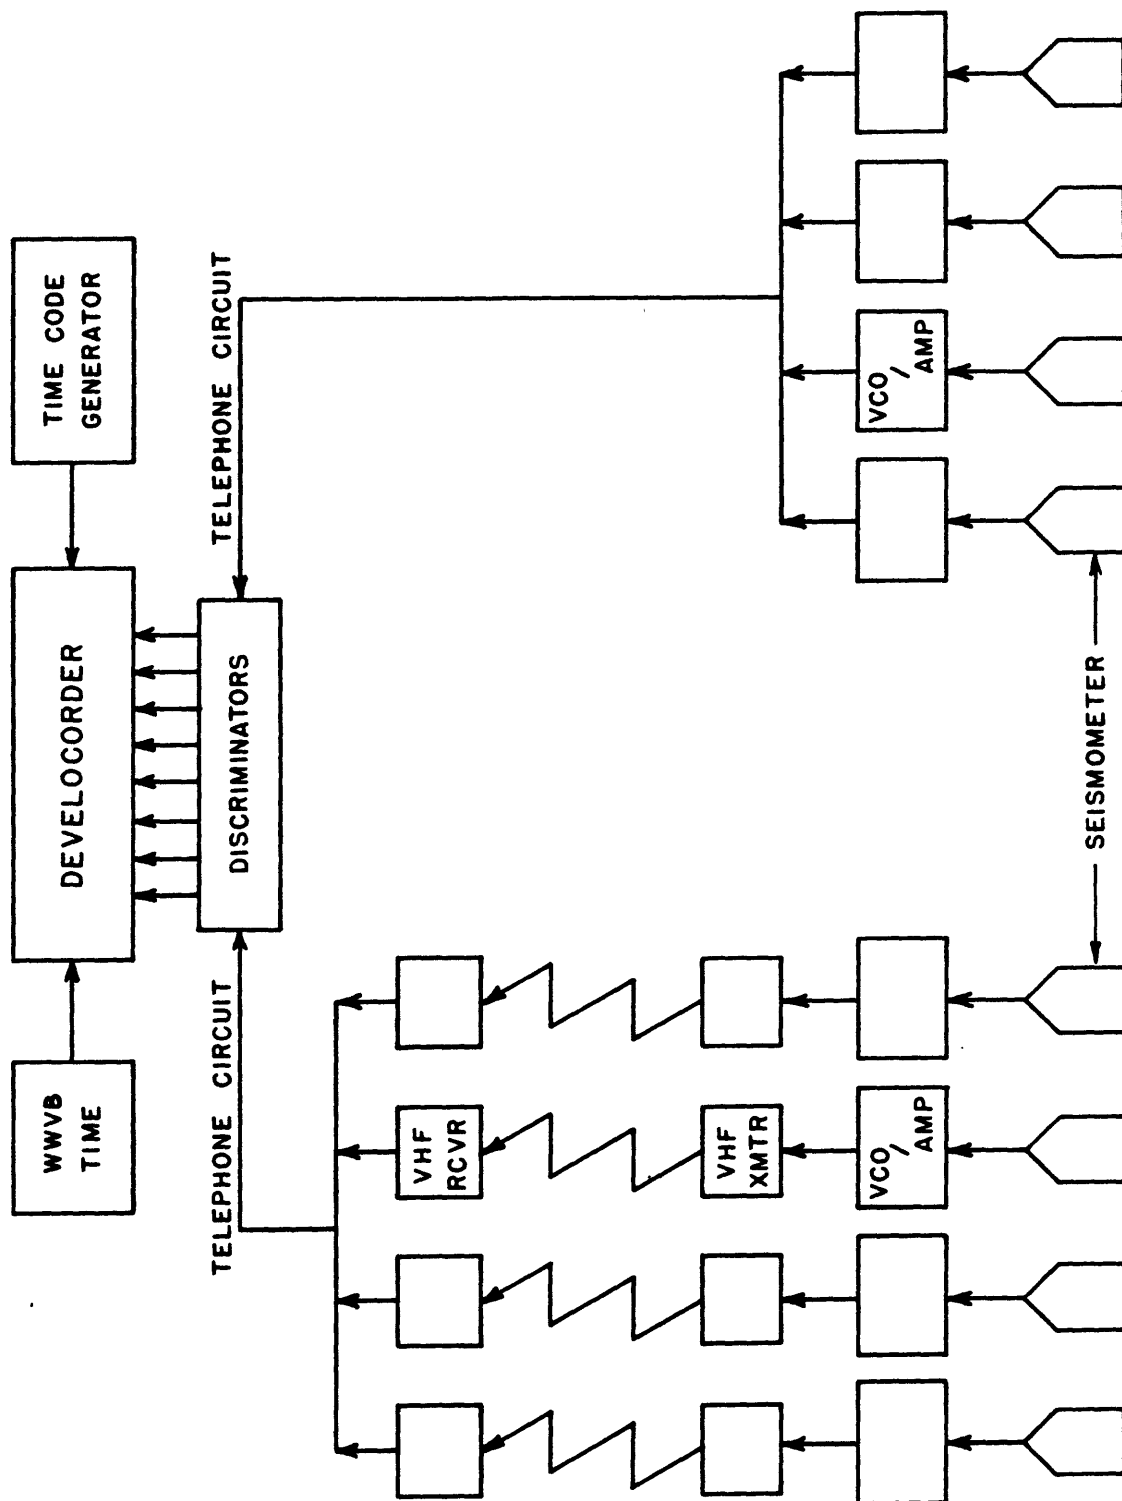 WWVB
TIME
DEVELOCORDER
TIME CODE
GENERATOR
TELEPHONE CIRCUIT
DISCRIMINATORS
TELEPHONE CIRCUIT
VHF
RCVR
VHF
XMTR
VCO/
AMP
VCO/
AMP
SEISMOMETER